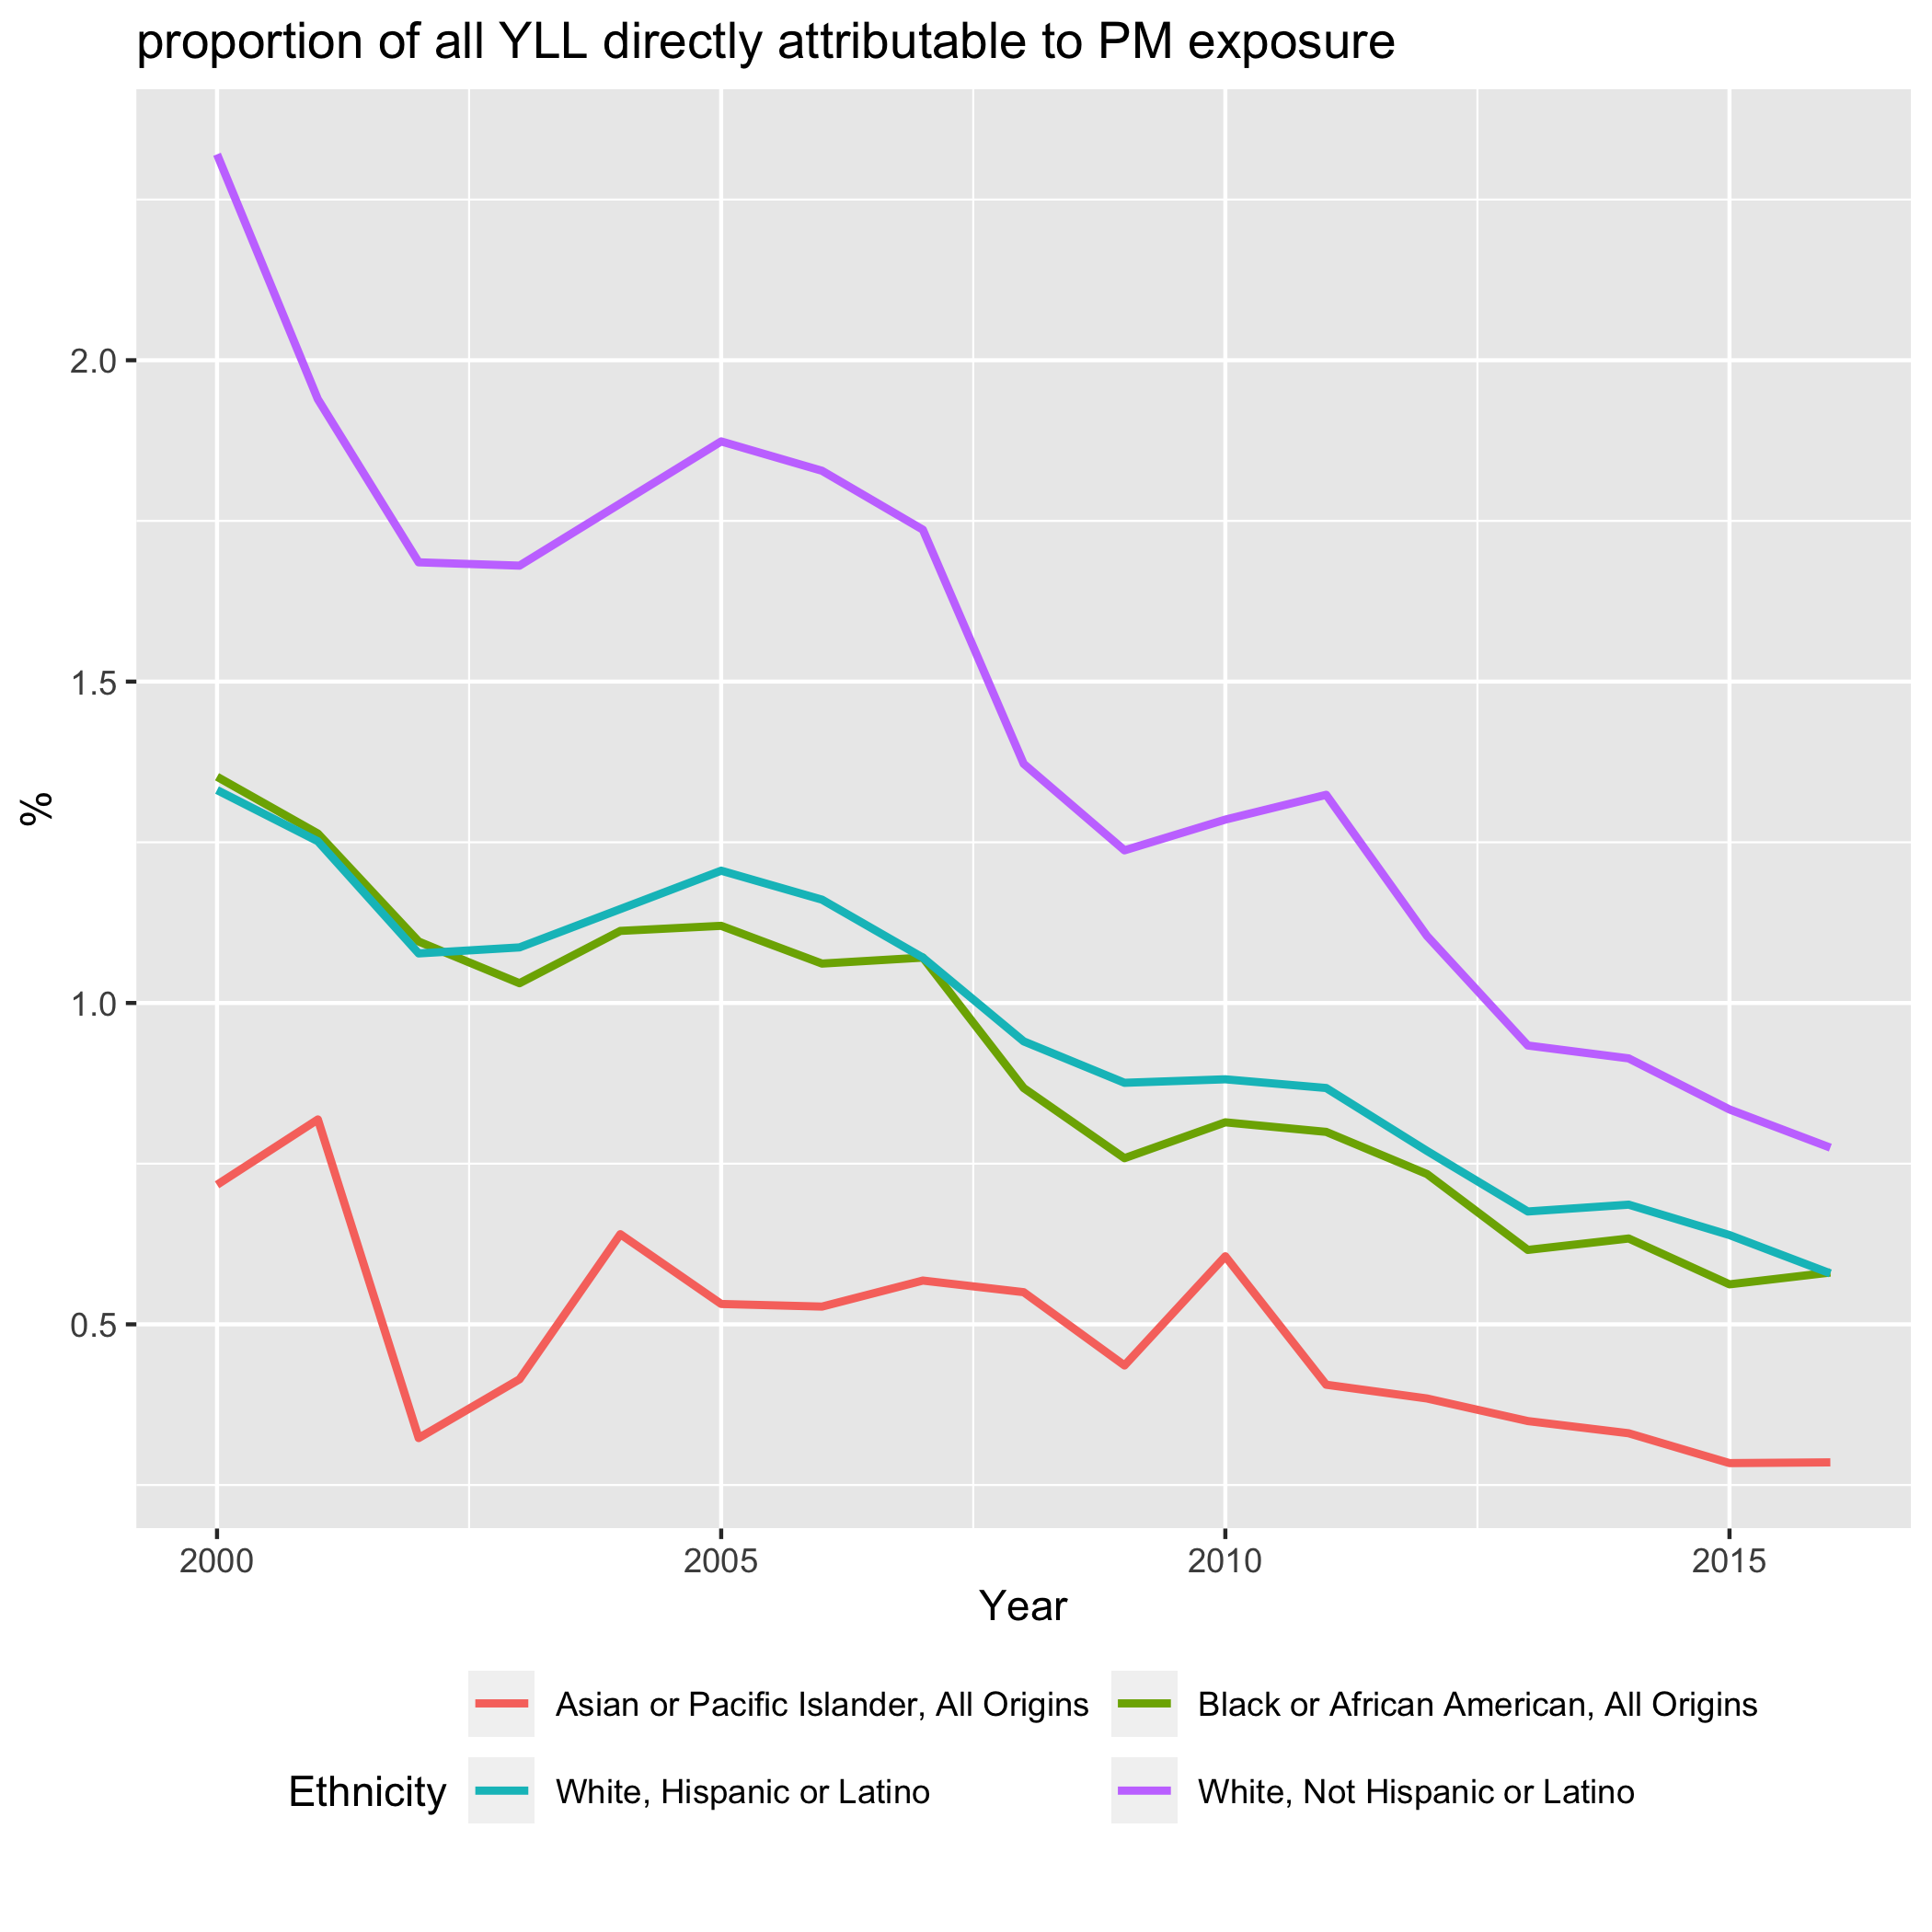 proportion of all YLL directly attributable to PM exposure
%
2.0
1.5
1.0
0.5
2000 2005 2010 2015
Year
Ethnicity
Asian or Pacific Islander, All Origins
Black or African American, All Origins
White, Hispanic or Latino
White, Not Hispanic or Latino